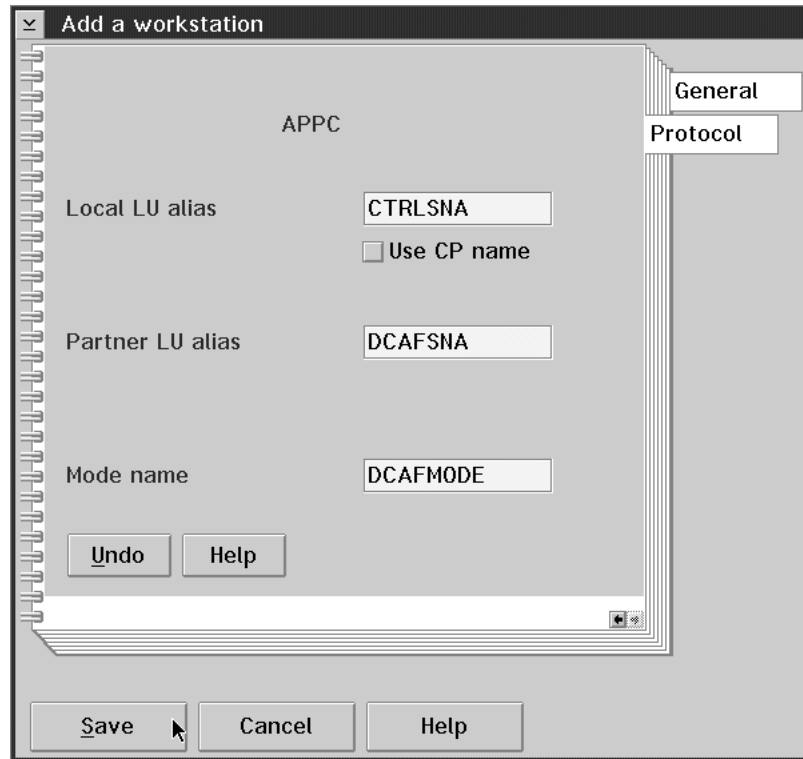 Add a workstation
General
Protocol
APPC
Local LU alias CTRLSNA
Use CP name
Partner LU alias DCAFSNA
Mode name DCAFMODE
Undo Help
Save Cancel Help